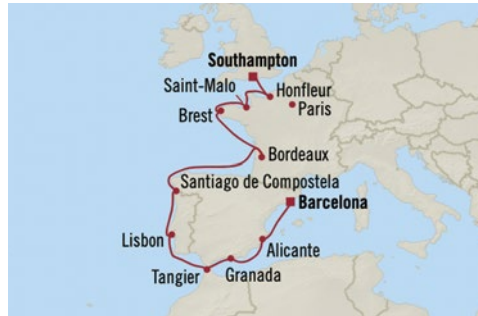 Southampton
Saint-Malo
Honfleur
Paris
Brest
Bordeaux
Santiago de Compostela
Barcelona
Lisbon
Alicante
Tangier
Granada